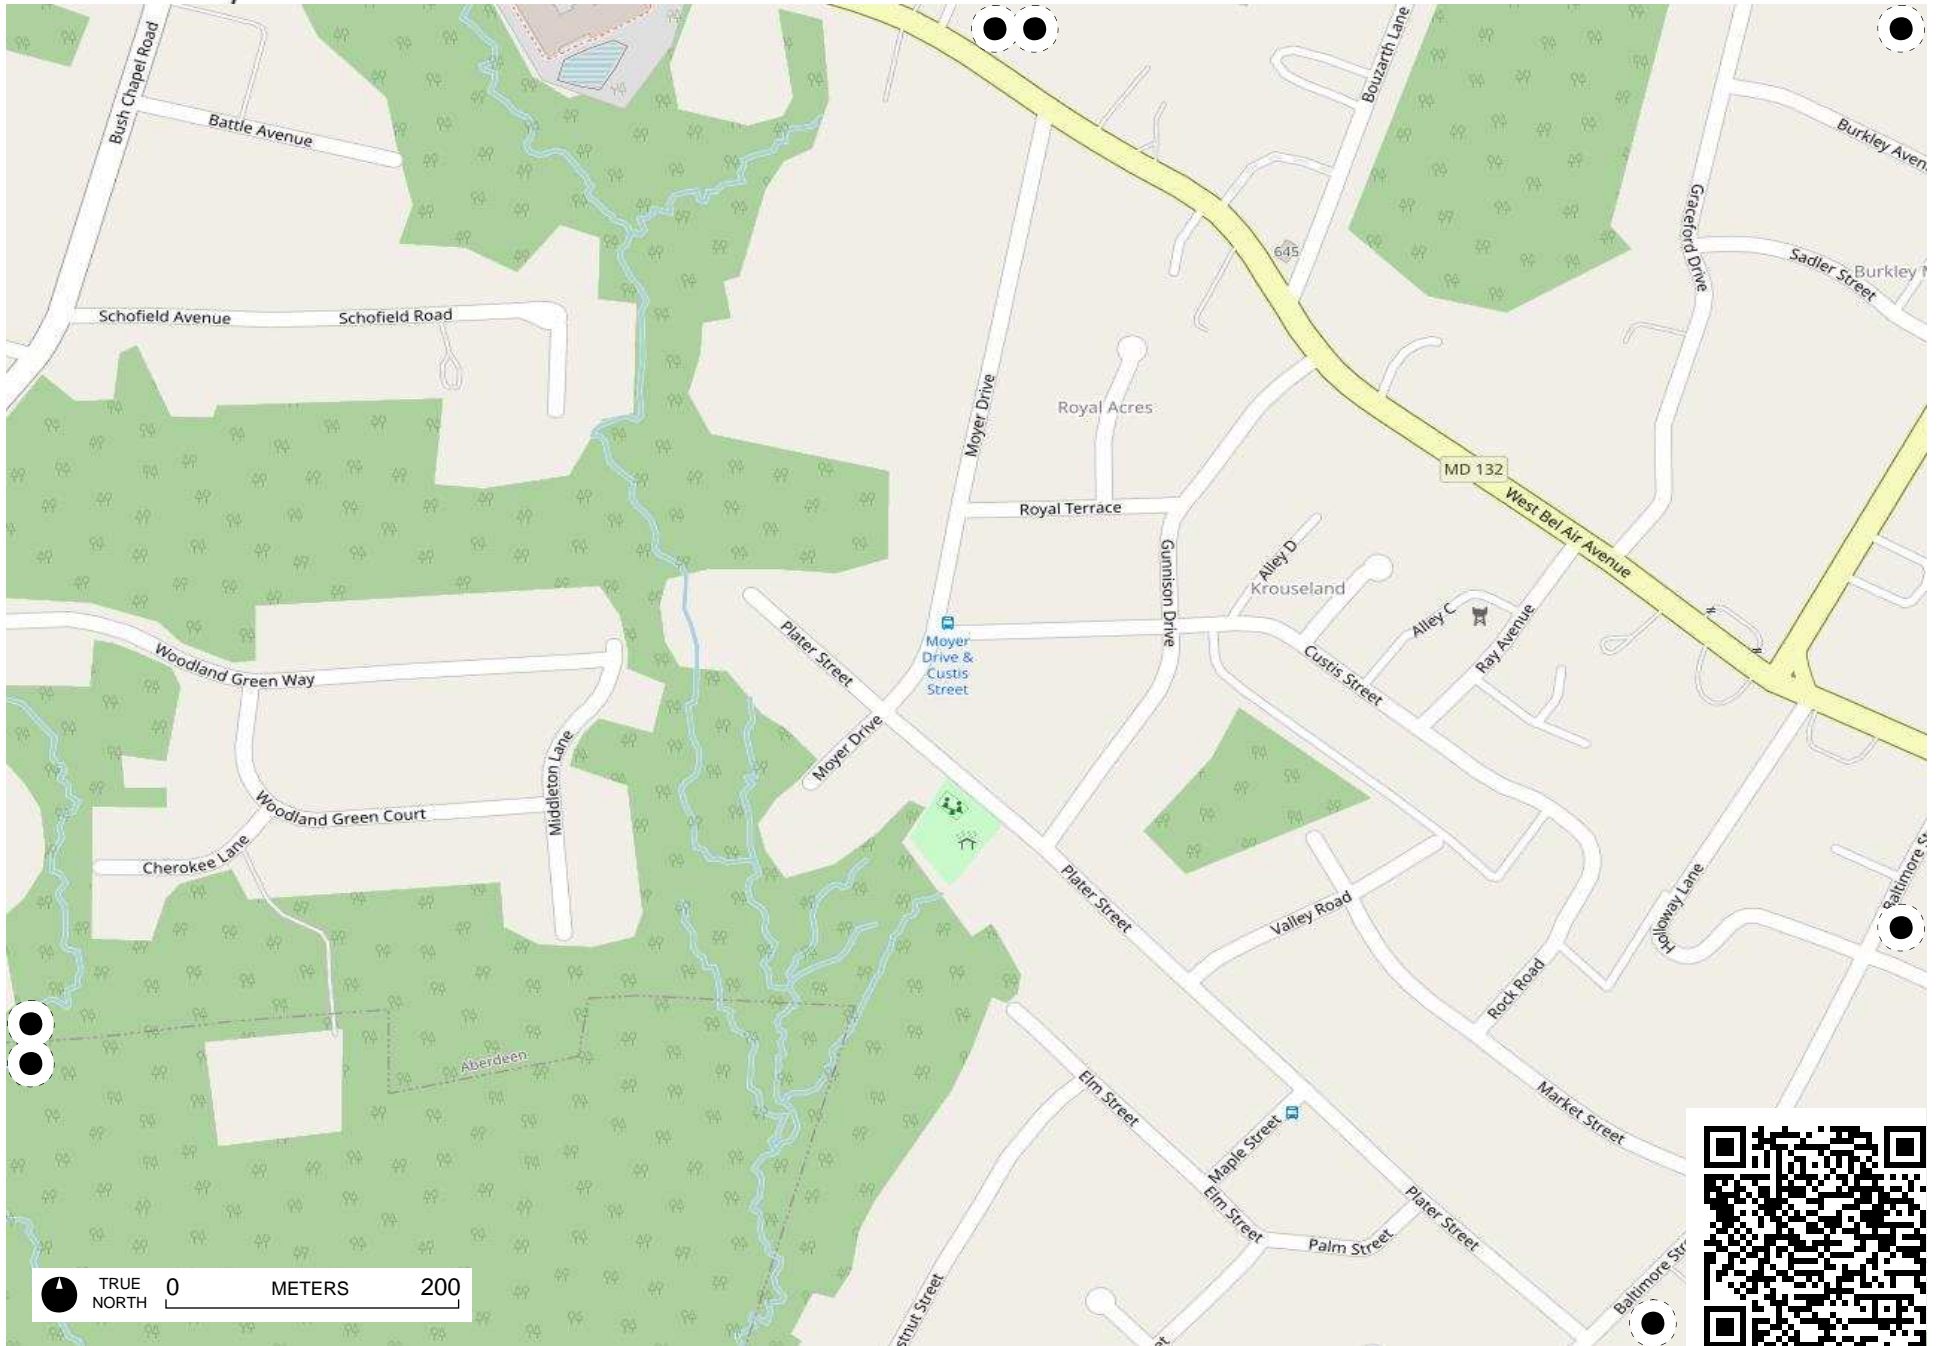 Bush Chapel Road
Battle Avenue
Bouzarth Lane
Burkley Aven
Graceford Drive
Sadler Street
Burkley
645
Schofield Avenue
Schofield Road
Moyer Drive
Royal Acres
MD 132
West Bel Air Avenue
Royal Terrace
Gunnison Drive
Alley D
Krouseland
Alley C
Ray Avenue
Moyer
Drive &
Custis
Street
Plater Street
Custis Street
Woodland Green Way
Middleton Lane
Moyer Drive
Woodland Green Court
Cherokee Lane
Plater Street
Valley Road
Holloway Lane
Baltimore St
Rock Road
Aberdeen
Elm Street
Market Street
Maple Street
Elm Street
Palm Street
Plater Street
Baltimore Str
stnut Street
et
TRUE
NORTH
0 METERS 200